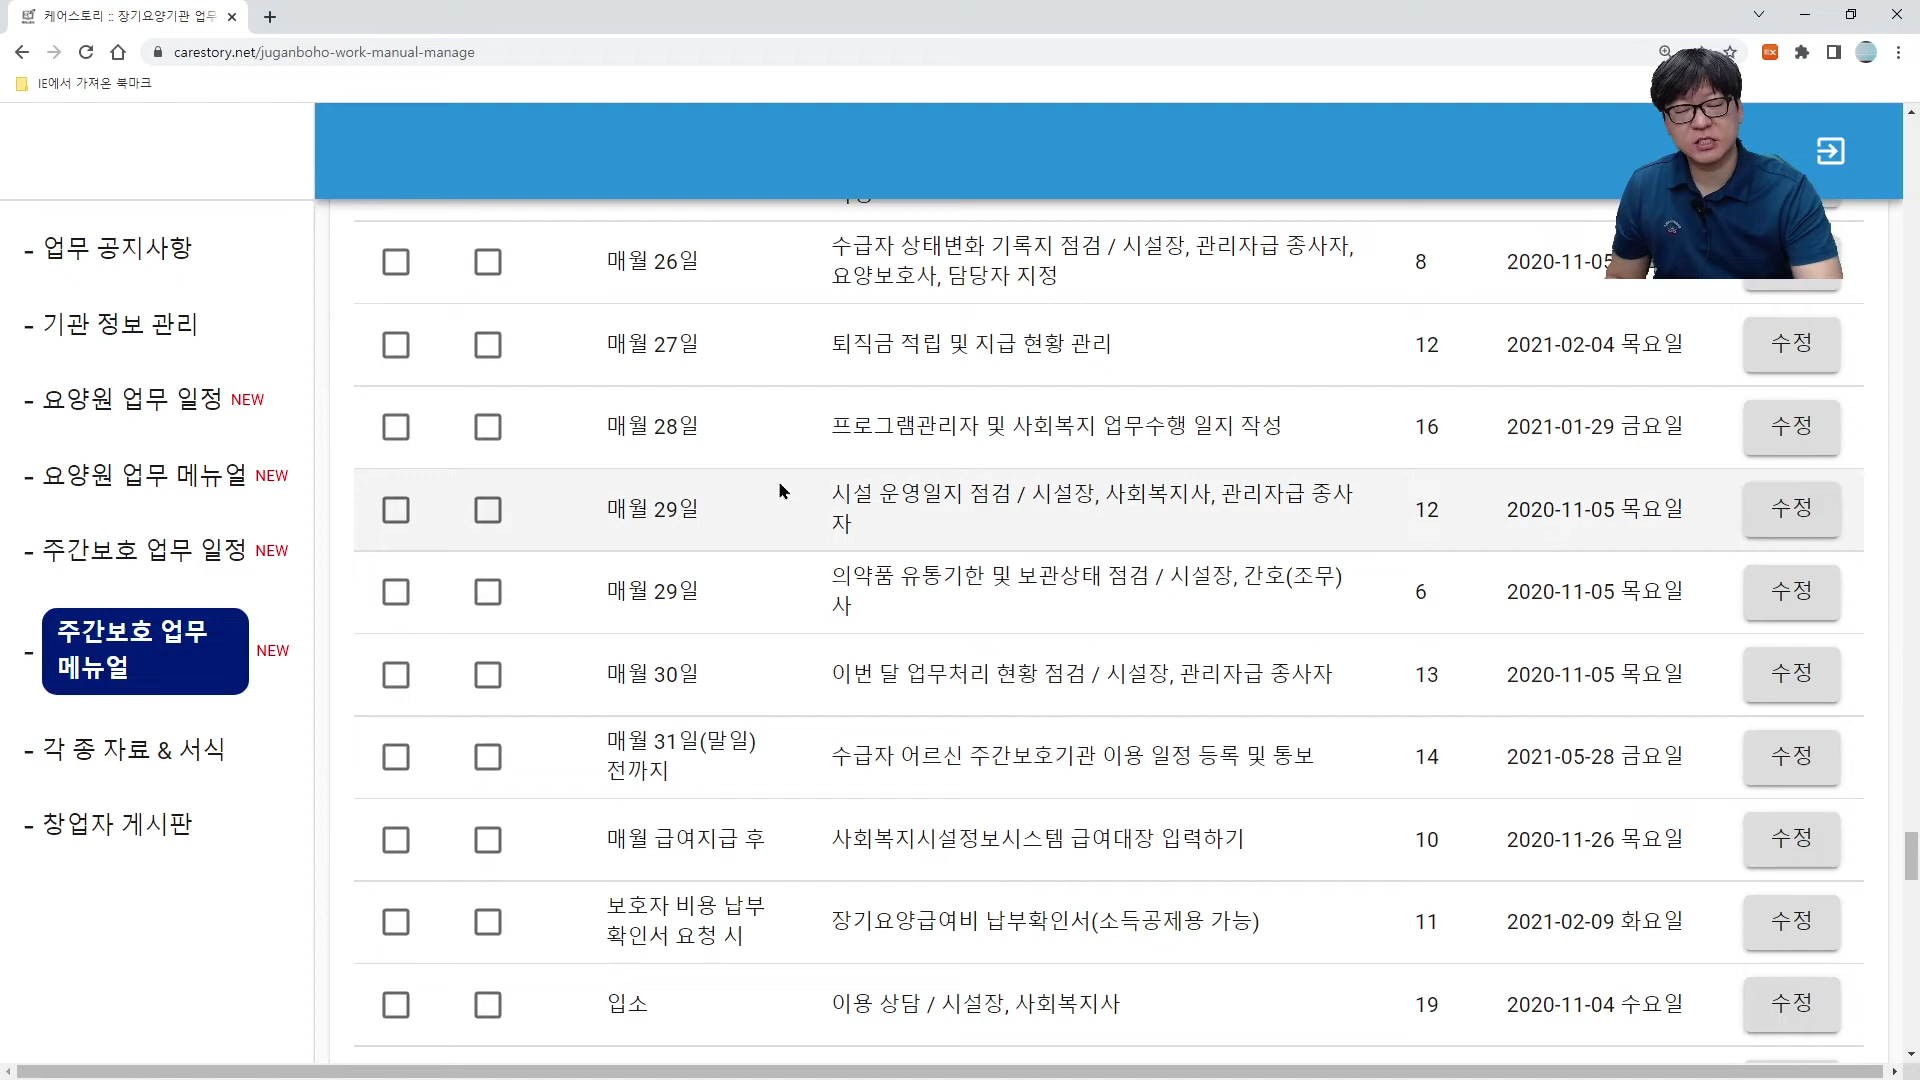 케어스토리 :: 장기요양기관 업무
carestory.net/juganboho-work-manual-manage
IE에서 가져온 북마크
- 업무 공지사항
- 기관 정보 관리
- 요양원 업무 일정 NEW
- 요양원 업무 메뉴얼 NEW
- 주간보호 업무 일정 NEW
- 주간보호 업무
메뉴얼 NEW
- 각 종 자료 & 서식
- 창업자 게시판
매월 26일
수급자 상태변화 기록지 점검 / 시설장, 관리자급 종사자,
요양보호사, 담당자 지정
8
2020-11-05
매월 27일
퇴직금 적립 및 지급 현황 관리
12
2021-02-04 목요일
수정
매월 28일
프로그램관리자 및 사회복지 업무수행 일지 작성
16
2021-01-29 금요일
수정
매월 29일
시설 운영일지 점검 / 시설장, 사회복지사, 관리자급 종사
자
12
2020-11-05 목요일
수정
매월 29일
의약품 유통기한 및 보관상태 점검 / 시설장, 간호(조무)
사
6
2020-11-05 목요일
수정
매월 30일
이번 달 업무처리 현황 점검 / 시설장, 관리자급 종사자
13
2020-11-05 목요일
수정
매월 31일(말일)
전까지
수급자 어르신 주간보호기관 이용 일정 등록 및 통보
14
2021-05-28 금요일
수정
매월 급여지급 후
사회복지시설정보시스템 급여대장 입력하기
10
2020-11-26 목요일
수정
보호자 비용 납부
확인서 요청 시
장기요양급여비 납부확인서(소득공제용 가능)
11
2021-02-09 화요일
수정
입소
이용 상담 / 시설장, 사회복지사
19
2020-11-04 수요일
수정